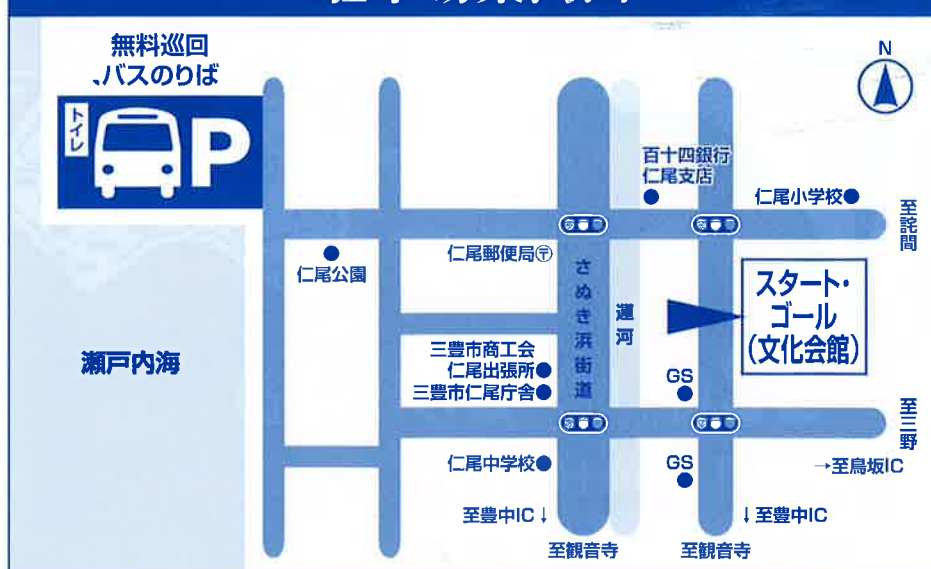 無料巡回
バスのりば
トイレ
P
N
百十四銀行
仁尾支店
仁尾小学校
至詫間
仁尾公園
仁尾郵便局〒
さぬき浜街道
運河
スタート・
ゴール
(文化会館)
瀬戸内海
三豊市商工会
仁尾出張所
三豊市仁尾庁舎
GS
至三野
仁尾中学校
GS
→至鳥坂IC
至豊中IC↓
↓至豊中IC
至観音寺
至観音寺